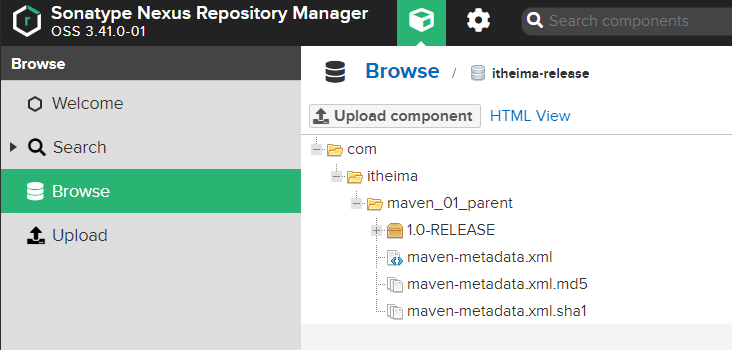 Sonatype Nexus Repository Manager
OSS 3.41.0-01
Search components
Browse
Browse / itheima-release
Welcome
Upload component HTML View
Search
com
itheima
Browse
maven_01_parent
1.0-RELEASE
Upload
maven-metadata.xml
maven-metadata.xml.md5
maven-metadata.xml.sha1